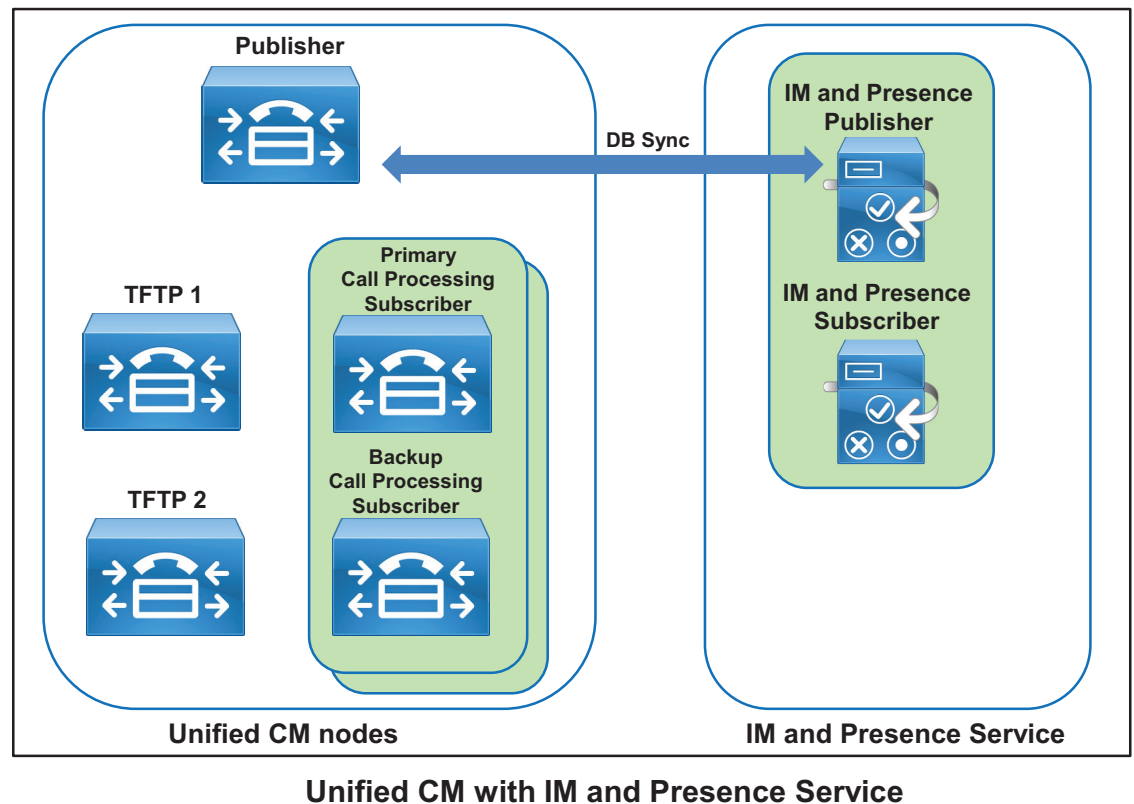 Publisher
DB Sync
IM and Presence
Publisher
Primary
Call Processing
Subscriber
TFTP 1
IM and Presence
Subscriber
Backup
Call Processing
Subscriber
TFTP 2
Unified CM nodes
IM and Presence Service
Unified CM with IM and Presence Service